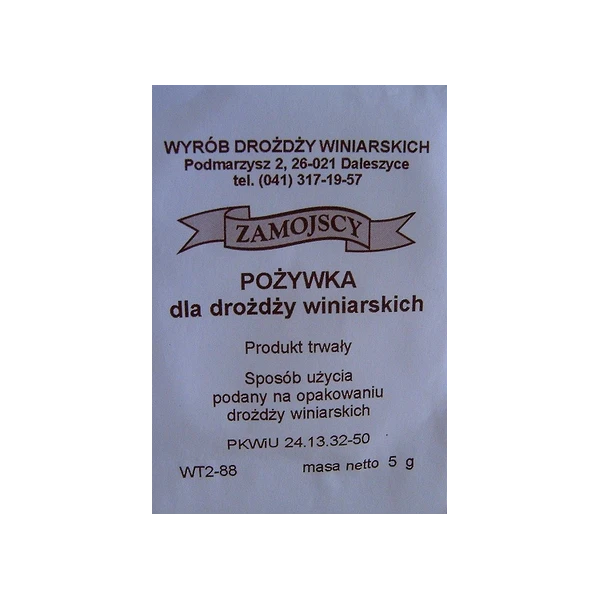 WYRÓB DROŻDŻY WINIARSKICH
Podmarzysz 2, 26-021 Daleszyce
tel. (041) 317-19-57
ZAMOJSCY
POŻYWKA
dla drożdży winiarskich
Produkt trwały
Sposób użycia
podany na opakowaniu
drożdży winiarskich
PKWiU 24.13.32-50
WT2-88 masa netto 5 g